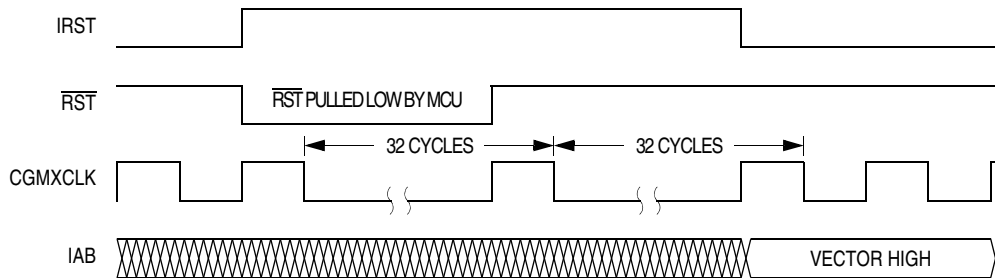 IRST
RST
RST PULLED LOW BY MCU
32 CYCLES
32 CYCLES
CGMXCLK
IAB
VECTOR HIGH